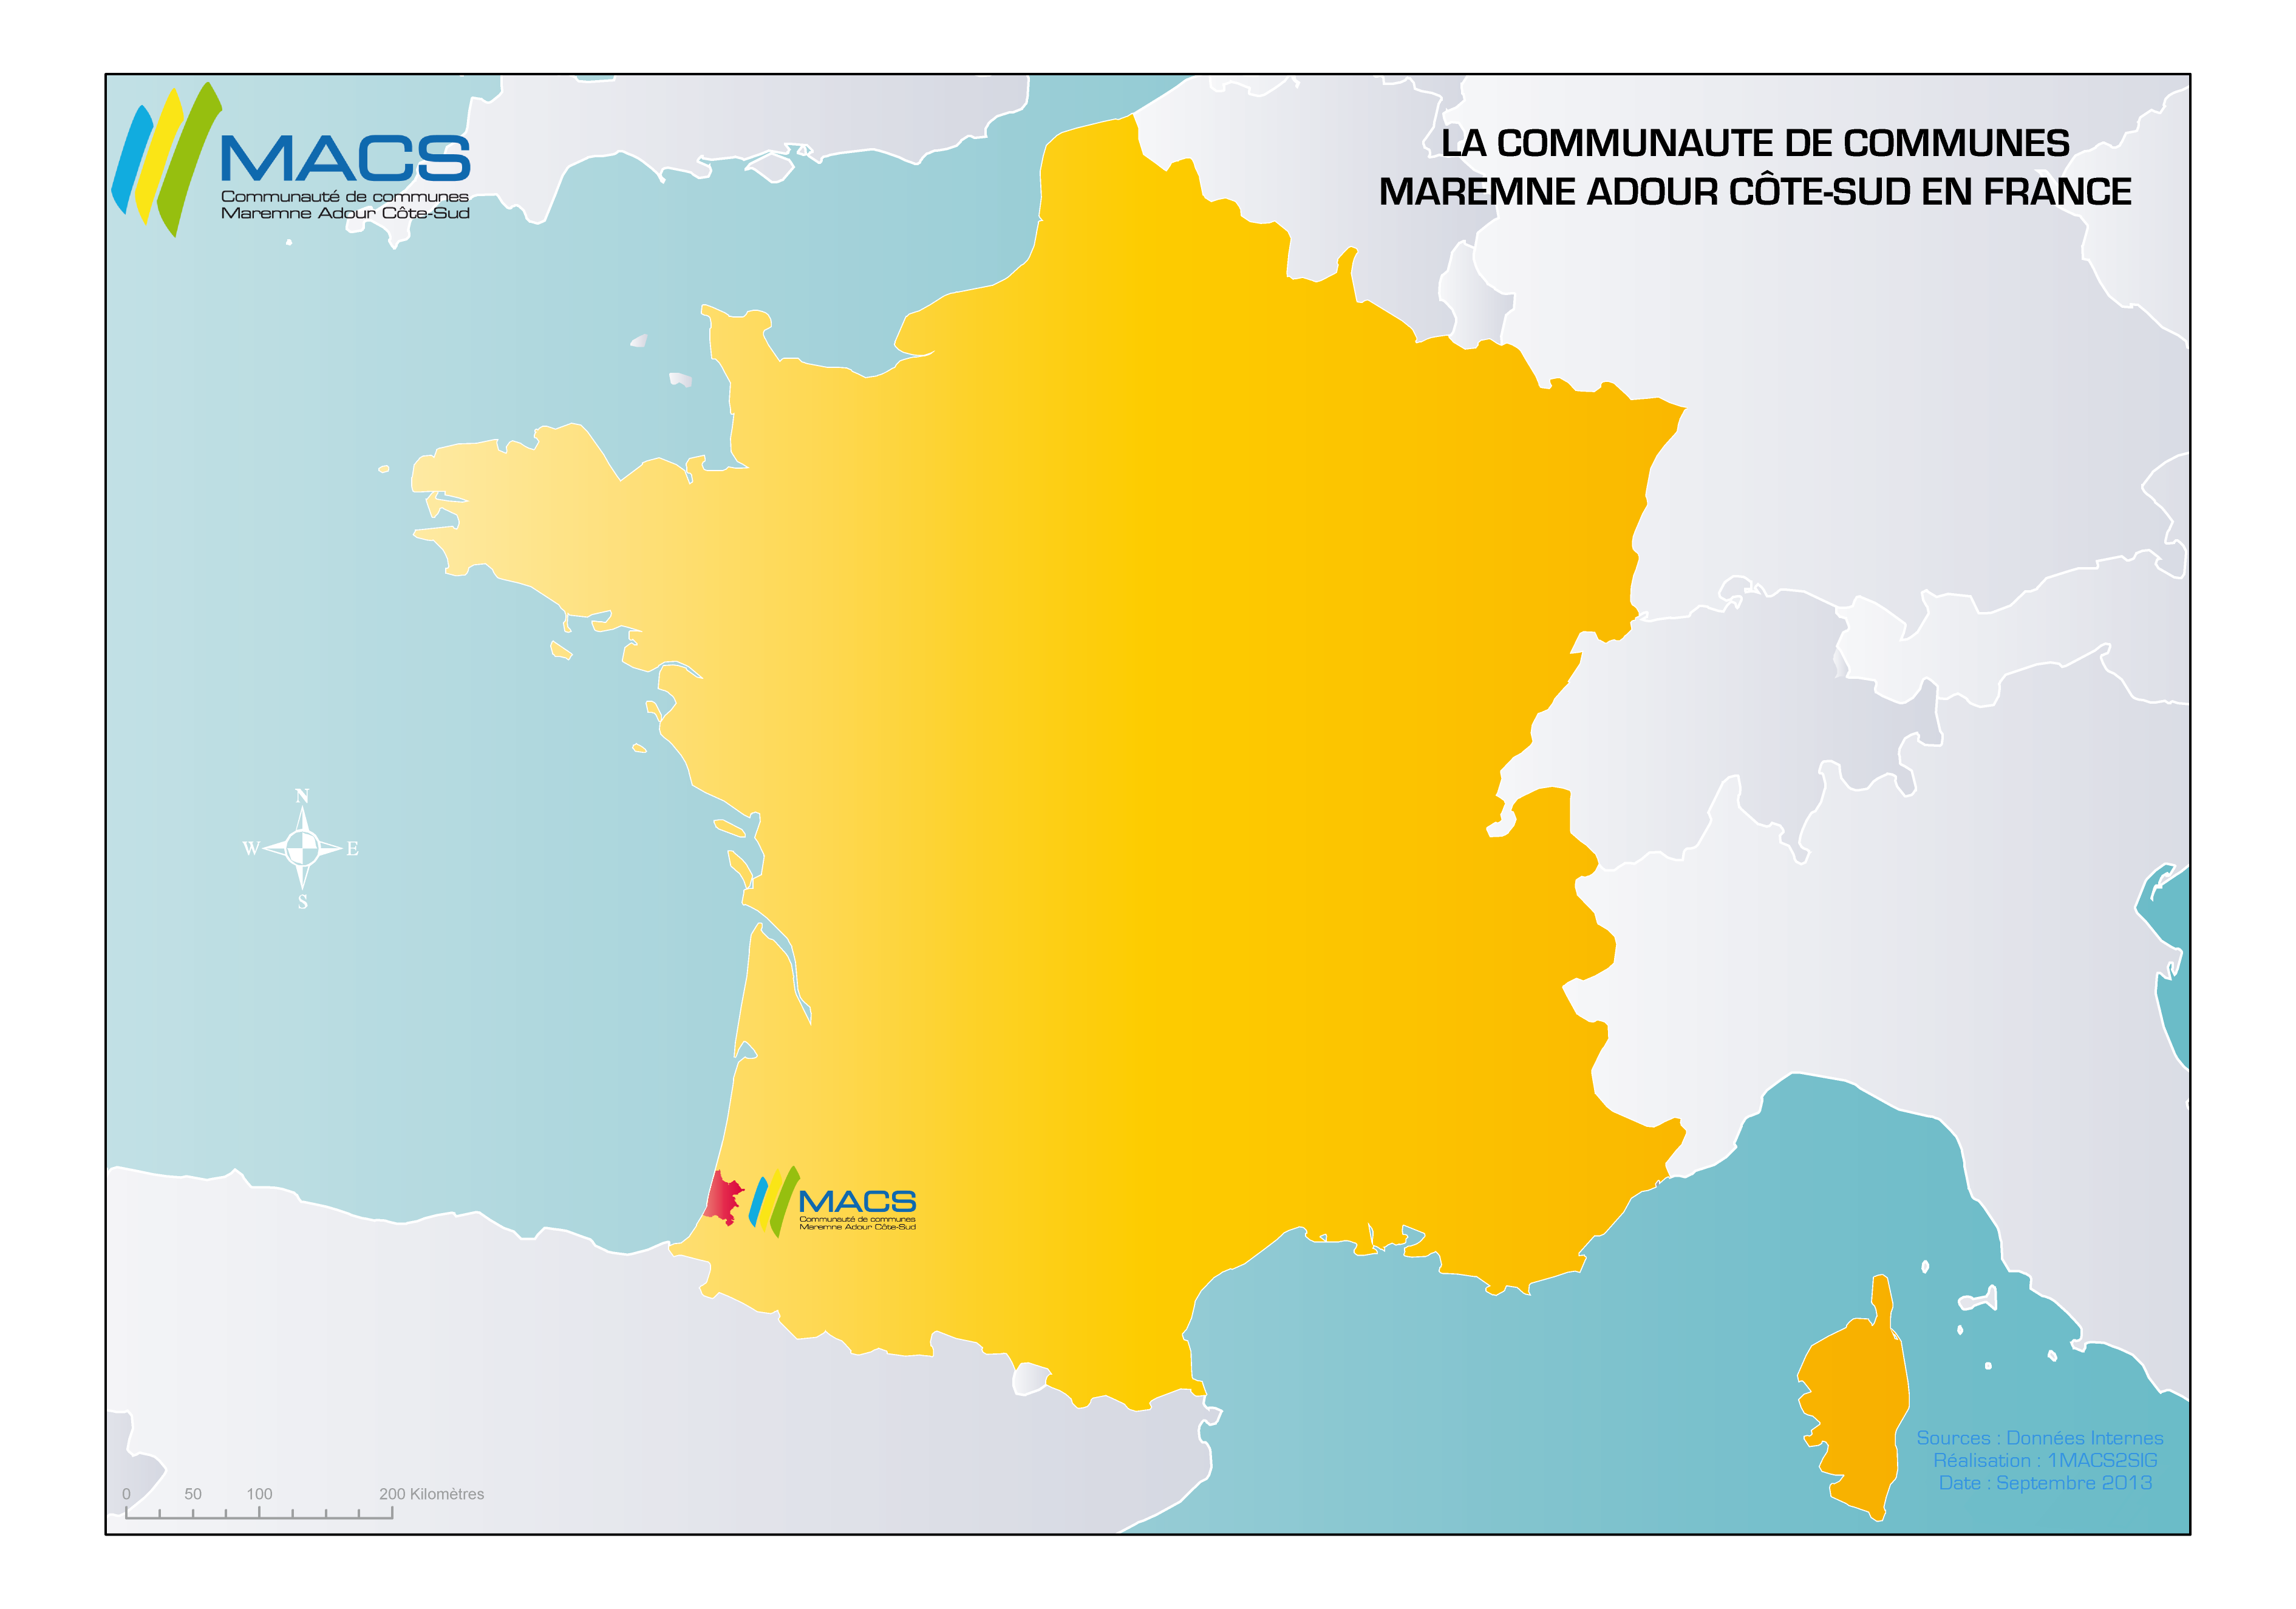 MACS
Communauté de communes
Maremne Adour Côte-Sud
LA COMMUNAUTE DE COMMUNES
MAREMNE ADOUR CÔTE-SUD EN FRANCE
N
W E
S
MACS
Communauté de communes
Maremne Adour Côte-Sud
Sources : Données Internes
Réalisation : 1MACS2SIG
Date : Septembre 2013
0 50 100 200 Kilomètres